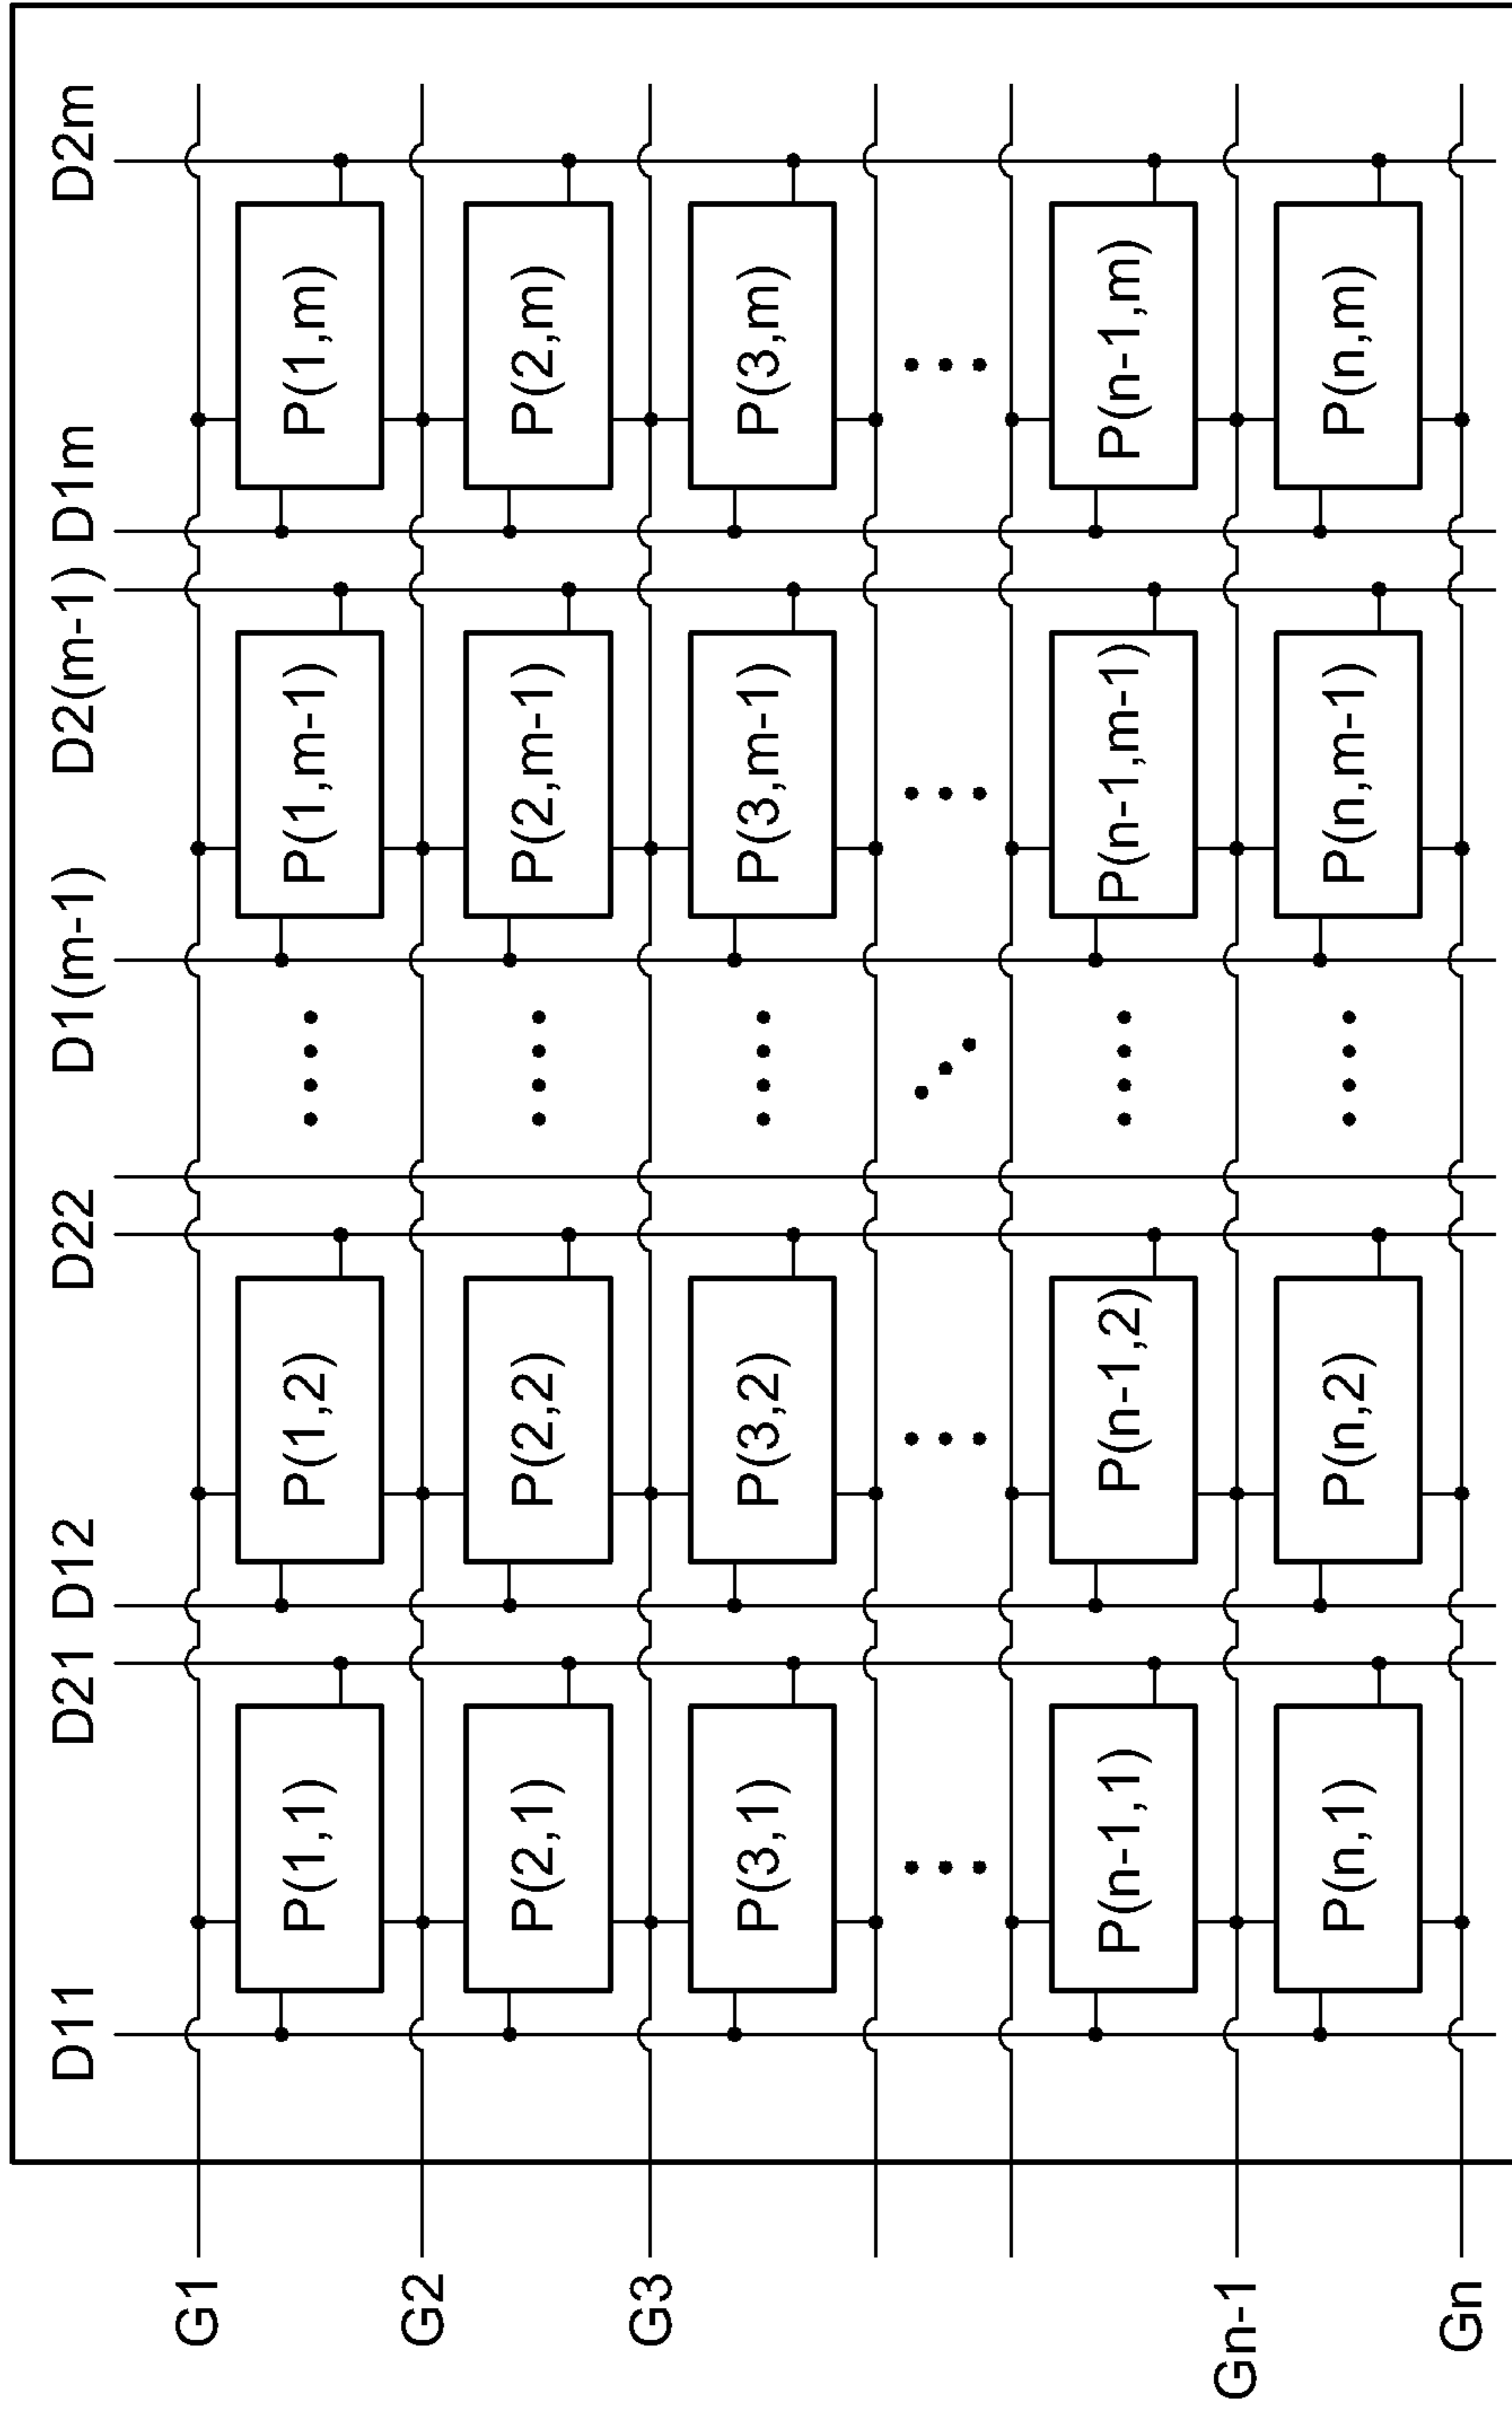 D11 D21 D12 D22 D1(m-1) D2(m-1) D1m D2m
G1
P(1,1) P(1,2) P(1,m-1) P(1,m)
G2
P(2,1) P(2,2) P(2,m-1) P(2,m)
G3
P(3,1) P(3,2) P(3,m-1) P(3,m)
P(n-1,1) P(n-1,2) P(n-1,m-1) P(n-1,m)
Gn-1
P(n,1) P(n,2) P(n,m-1) P(n,m)
Gn